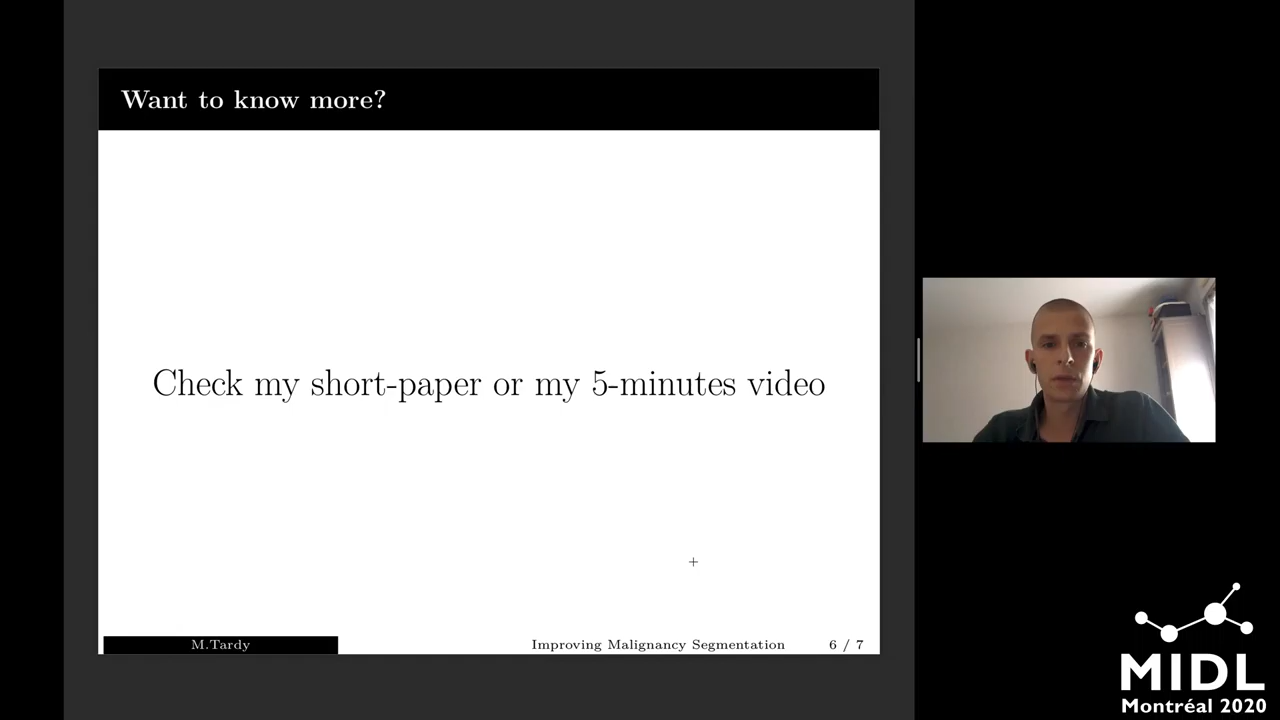 Want to know more?
Check my short-paper or my 5-minutes video
M.Tardy
Improving Malignancy Segmentation
6 / 7
MIDL
Montréal 2020